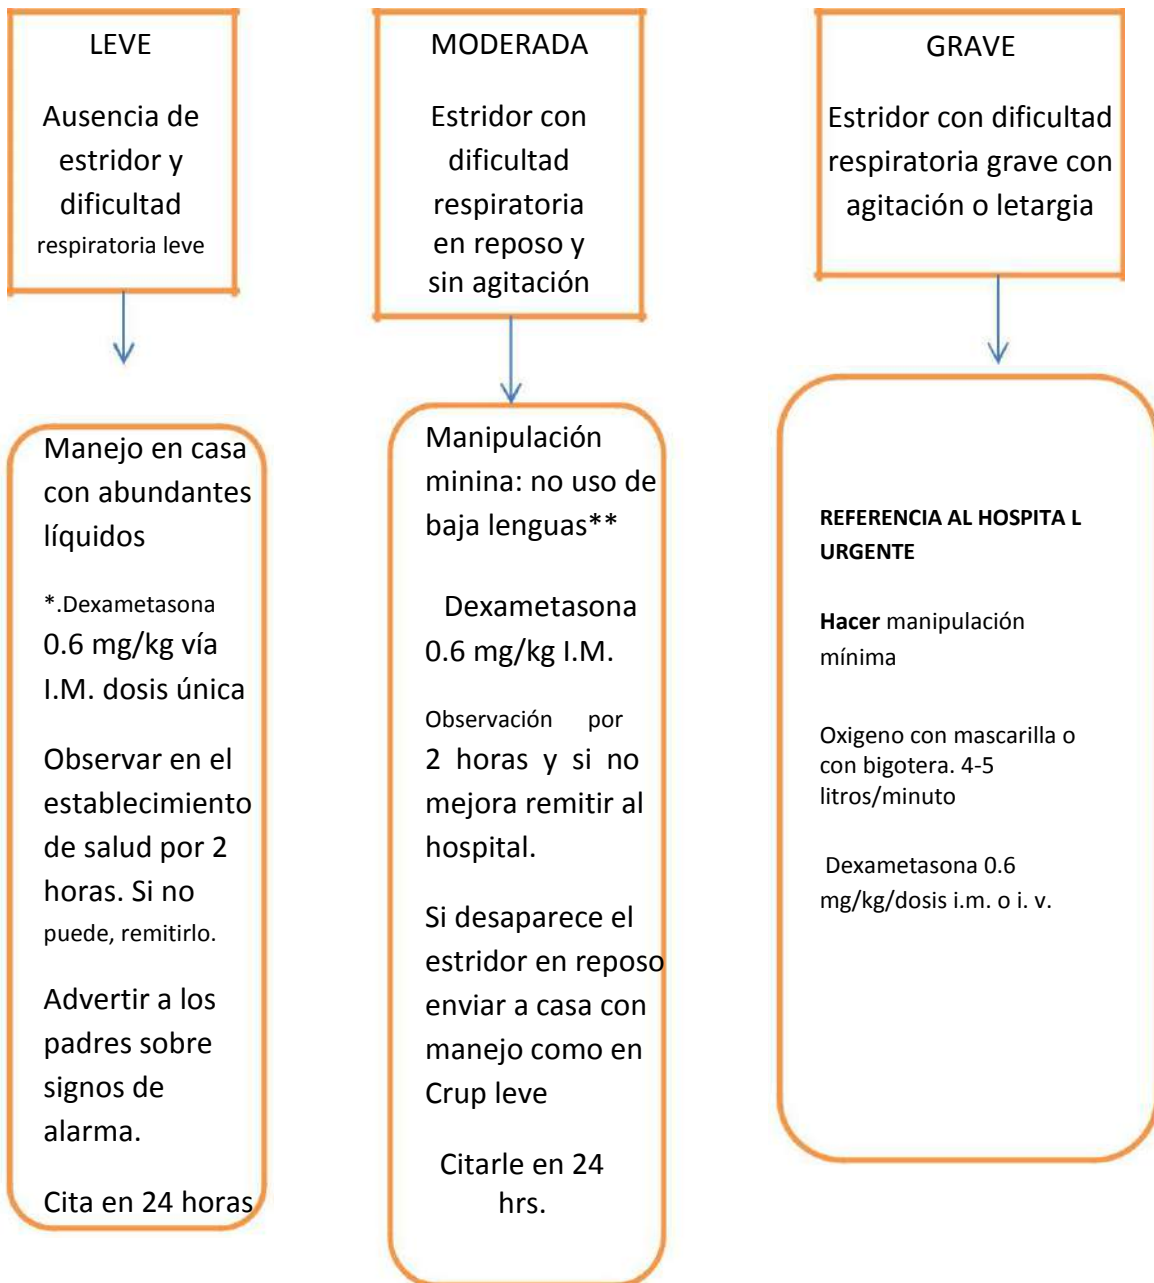 LEVE
Ausencia de
estridor y
dificultad
respiratoria leve
MODERADA
Estridor con
dificultad
respiratoria
en reposo y
sin agitación
GRAVE
Estridor con dificultad
respiratoria grave con
agitación o letargia
Manejo en casa
con abundantes
líquidos
*.Dexametasona
0.6 mg/kg vía
I.M. dosis única
Observar en el
establecimiento
de salud por 2
horas. Si no
puede, remitirlo.
Advertir a los
padres sobre
signos de
alarma.
Cita en 24 horas
Manipulación
minina: no uso de
baja lenguas**
Dexametasona
0.6 mg/kg I.M.
Observación por
2 horas y si no
mejora remitir al
hospital.
Si desaparece el
estridor en reposo
enviar a casa con
manejo como en
Crup leve
Citarle en 24
hrs.
REFERENCIA AL HOSPITA L
URGENTE
Hacer manipulación
mínima
Oxigeno con mascarilla o
con bigotera. 4-5
litros/minuto
Dexametasona 0.6
mg/kg/dosis i.m. o i. v.